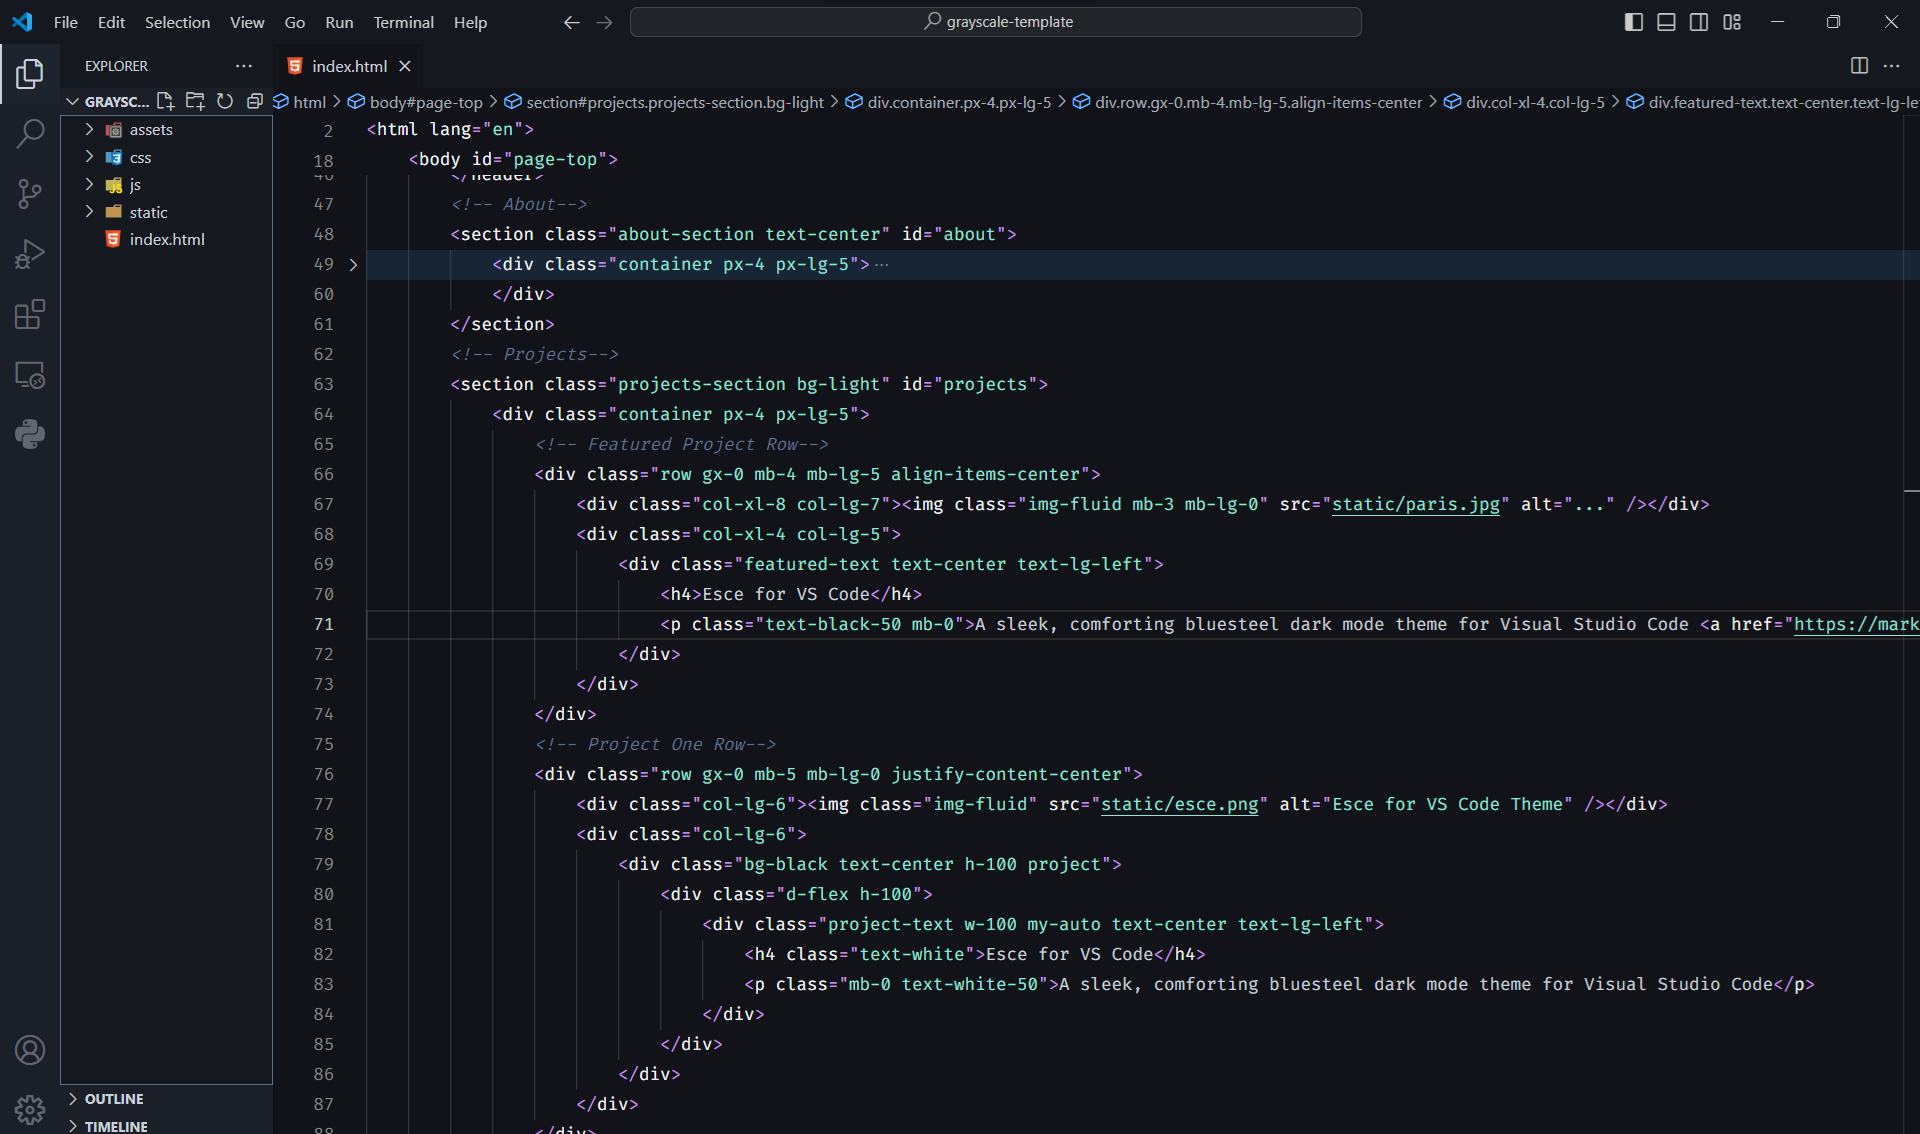 File Edit Selection View Go Run Terminal Help
grayscale-template
EXPLORER
index.html
GRAYSC...
html > body#page-top > section#projects.projects-section.bg-light > div.container.px-4.px-lg-5 > div.row.gx-0.mb-4.mb-lg-5.align-items-center > div.col-xl-4.col-lg-5 > div.featured-text.text-center.text-lg-le
assets
css
js
static
index.html
OUTLINE
TIMELINE
2 <html lang="en">
18 <body id="page-top">
46 </header>
47 <!-- About-->
48 <section class="about-section text-center" id="about">
49 <div class="container px-4 px-lg-5">···
60 </div>
61 </section>
62 <!-- Projects-->
63 <section class="projects-section bg-light" id="projects">
64 <div class="container px-4 px-lg-5">
65 <!-- Featured Project Row-->
66 <div class="row gx-0 mb-4 mb-lg-5 align-items-center">
67 <div class="col-xl-8 col-lg-7"><img class="img-fluid mb-3 mb-lg-0" src="static/paris.jpg" alt="..." /></div>
68 <div class="col-xl-4 col-lg-5">
69 <div class="featured-text text-center text-lg-left">
70 <h4>Esce for VS Code</h4>
71 <p class="text-black-50 mb-0">A sleek, comforting bluesteel dark mode theme for Visual Studio Code <a href="https://mark
72 </div>
73 </div>
74 </div>
75 <!-- Project One Row-->
76 <div class="row gx-0 mb-5 mb-lg-0 justify-content-center">
77 <div class="col-lg-6"><img class="img-fluid" src="static/esce.png" alt="Esce for VS Code Theme" /></div>
78 <div class="col-lg-6">
79 <div class="bg-black text-center h-100 project">
80 <div class="d-flex h-100">
81 <div class="project-text w-100 my-auto text-center text-lg-left">
82 <h4 class="text-white">Esce for VS Code</h4>
83 <p class="mb-0 text-white-50">A sleek, comforting bluesteel dark mode theme for Visual Studio Code</p>
84 </div>
85 </div>
86 </div>
87 </div>
88 </div>